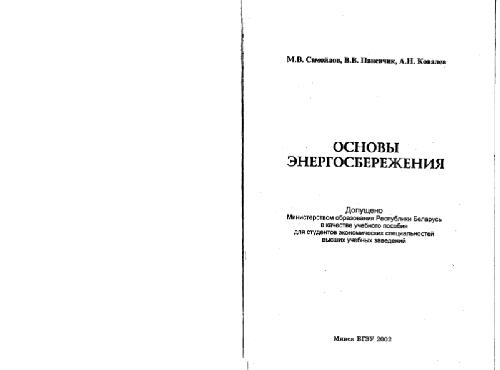 М.В. Самойлов, В.В. Паневчик, А.Н. Ковалев
ОСНОВЫ
ЭНЕРГОСБЕРЕЖЕНИЯ
Допущено
Министерством образования Республики Беларусь
в качестве учебного пособия
для студентов экономических специальностей
высших учебных заведений
Минск БГЭУ 2002